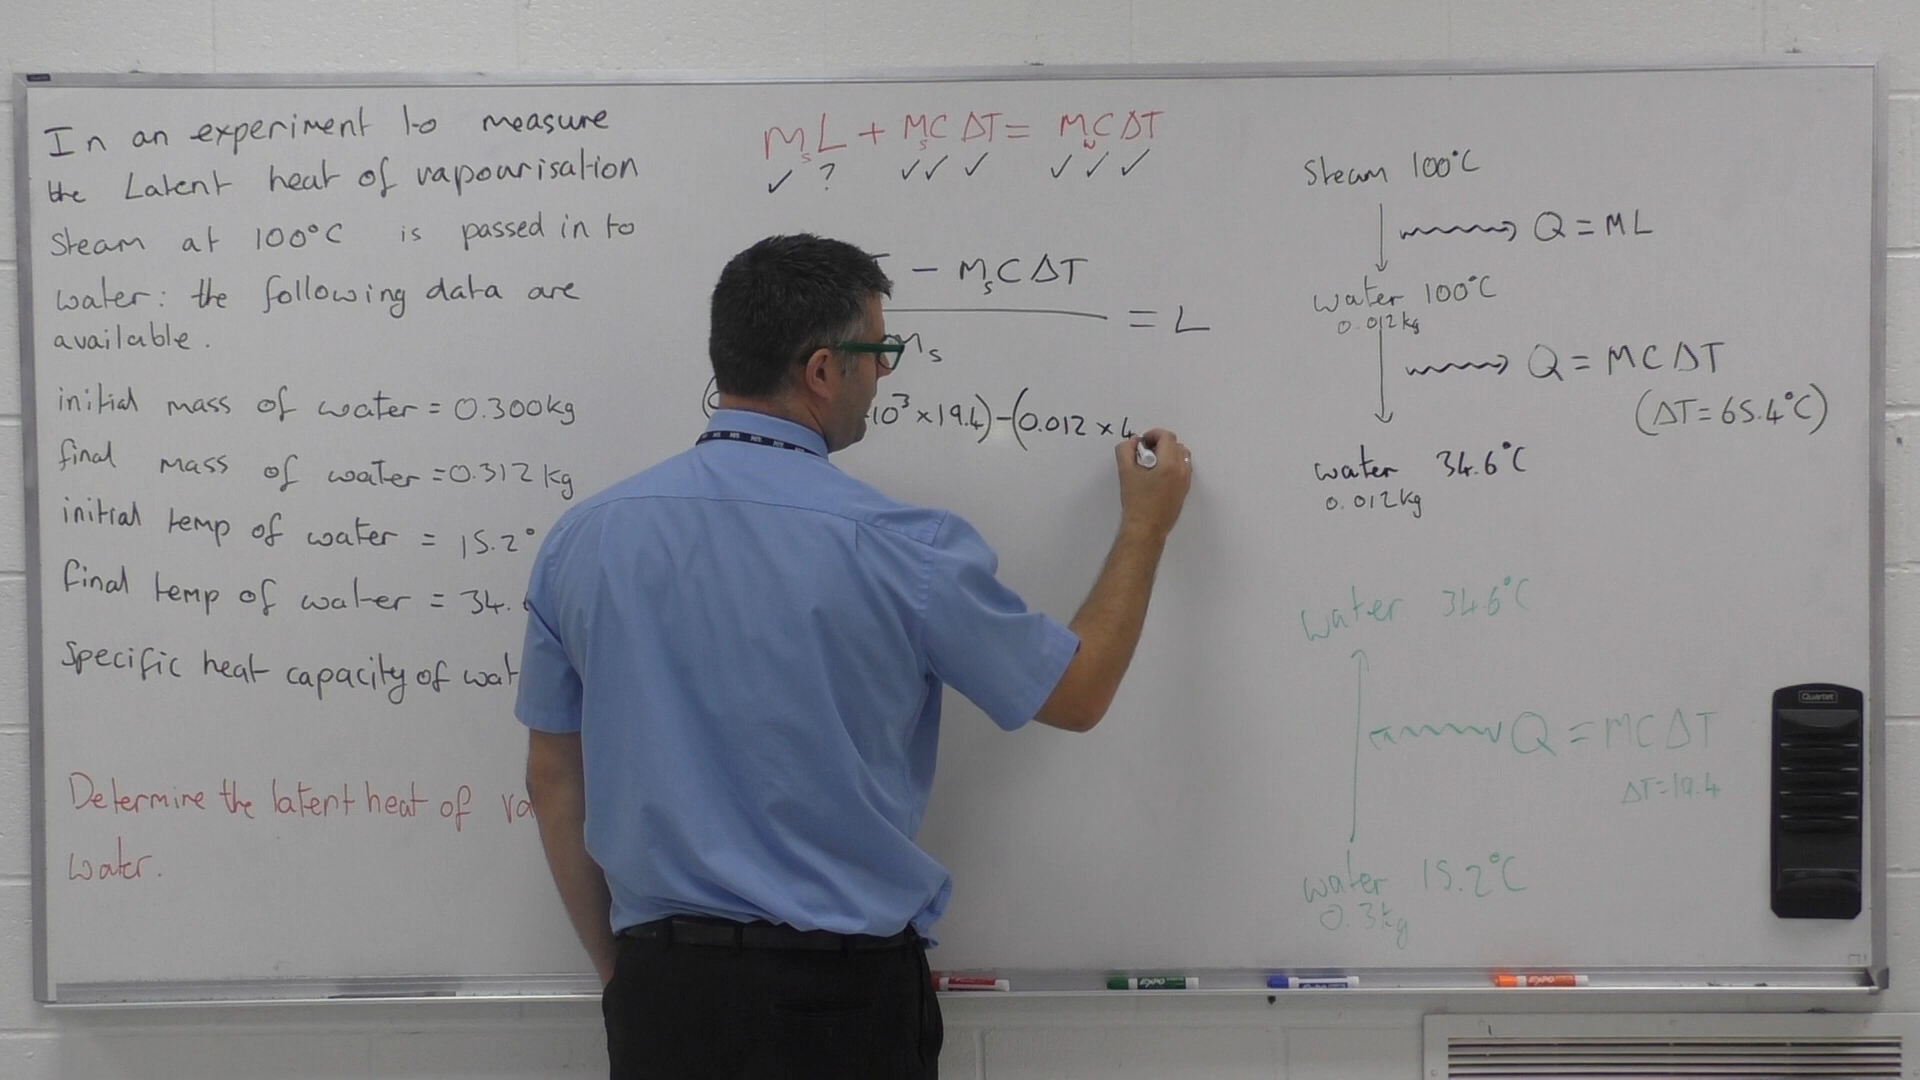 In an experiment to measure
the Latent heat of vapourisation
Steam at 100°C is passed in to
water: the following data are
available.
initial mass of water = 0.300kg
final mass of water = 0.312 kg
initial temp of water = 15.2°
final temp of water = 34.
Specific heat capacity of wat
Determine the latent heat of va
water.
MₛL + MₛCΔT = M_wCΔT
✓ ? ✓✓ ✓ ✓ ✓ ✓
− MₛCΔT
= L
Mₛ
10³ × 19.4) − (0.012 × 4
Steam 100°C
Q = ML
water 100°C
0.012kg
Q = MCΔT
(ΔT = 65.4°C)
water 34.6°C
0.012kg
water 34.6°C
Q = MCΔT
ΔT = 19.4
water 15.2°C
0.3kg
Quartet
EXPO
EXPO